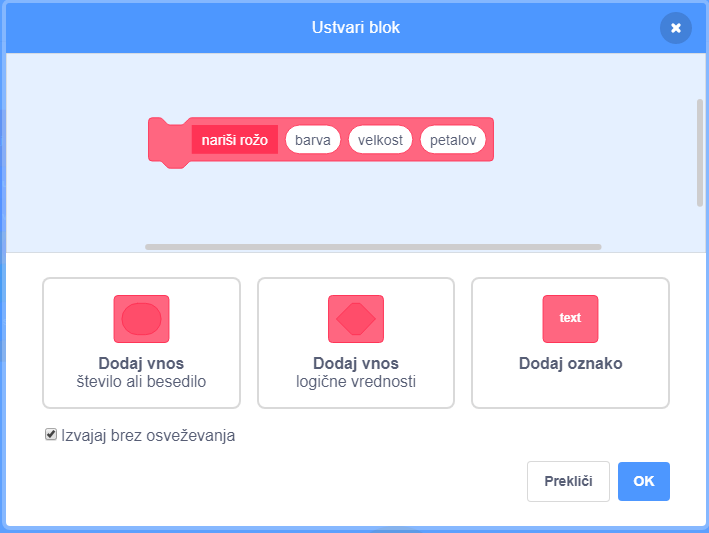 Ustvari blok
nariši rožo barva velkost petalov
text
Dodaj vnos
število ali besedilo
Dodaj vnos
logične vrednosti
Dodaj oznako
Izvajaj brez osveževanja
Prekliči OK